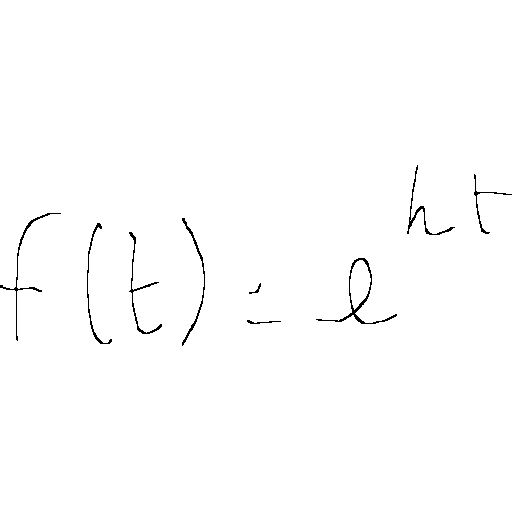 f(t) = e^{ht}